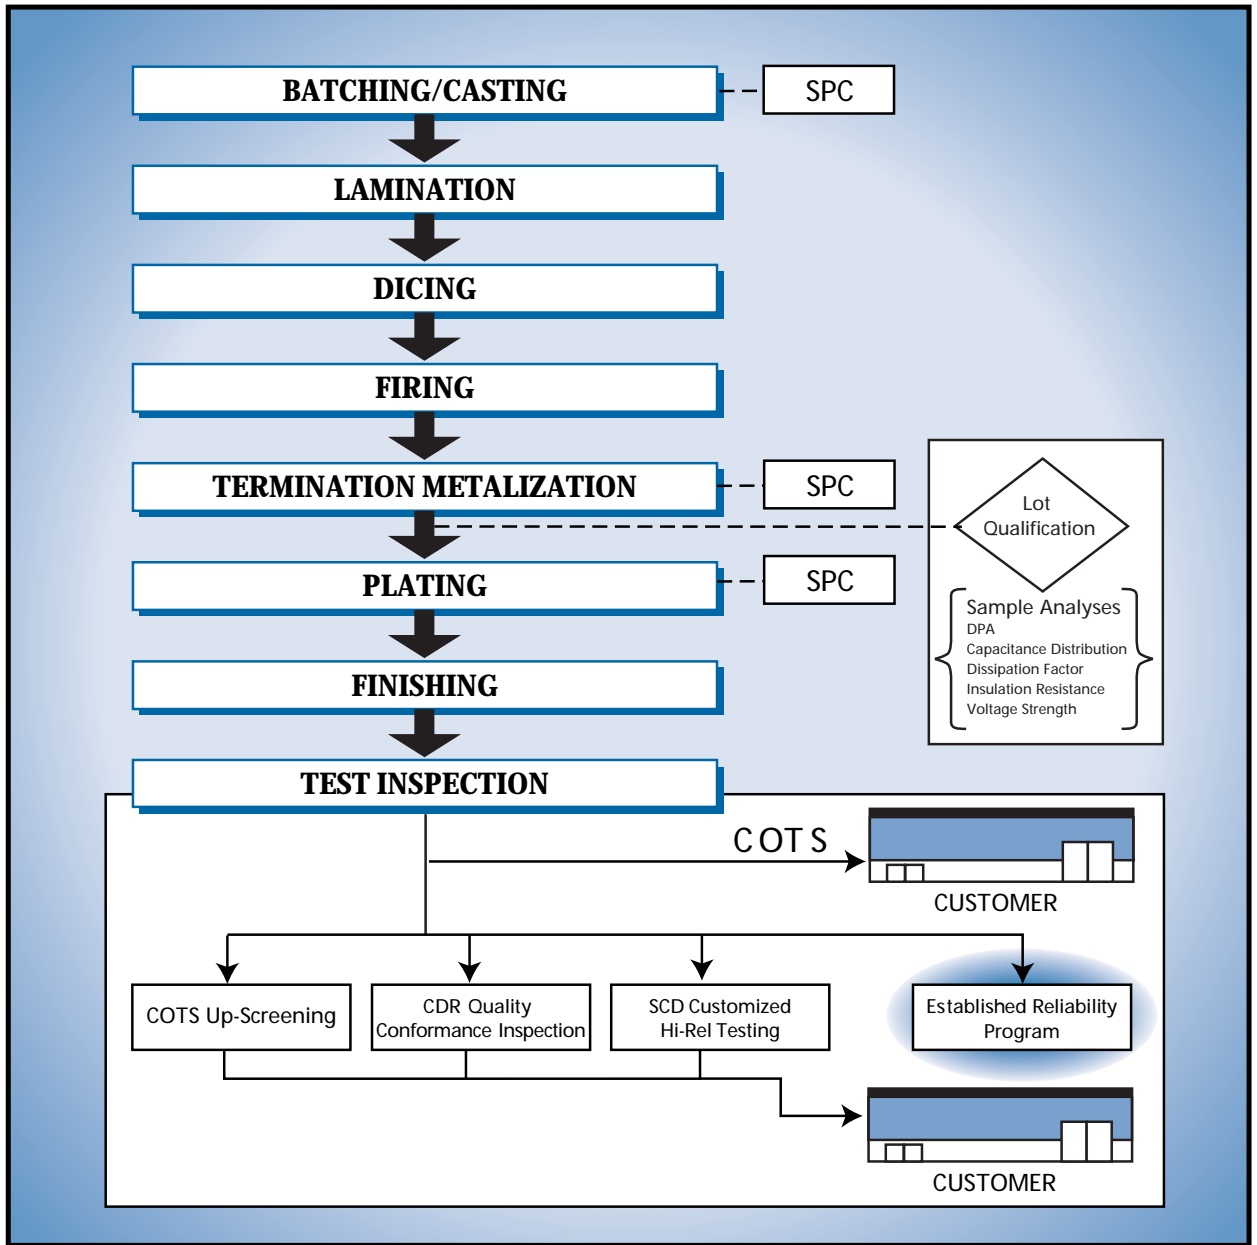 BATCHING/CASTING
SPC
LAMINATION
DICING
FIRING
TERMINATION METALIZATION
SPC
Lot
Qualification
PLATING
SPC
Sample Analyses
DPA
Capacitance Distribution
Dissipation Factor
Insulation Resistance
Voltage Strength
FINISHING
TEST INSPECTION
COTS
CUSTOMER
COTS Up-Screening
CDR Quality
Conformance Inspection
SCD Customized
Hi-Rel Testing
Established Reliability
Program
CUSTOMER